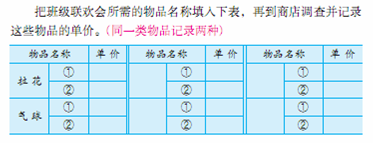 把班级联欢会所需的物品名称填入下表，再到商店调查并记录
这些物品的单价。(同一类物品记录两种)
物品名称 单价 物品名称 单价 物品名称 单价
拉花 ① ① ①
② ② ②
气球 ① ① ①
② ② ②